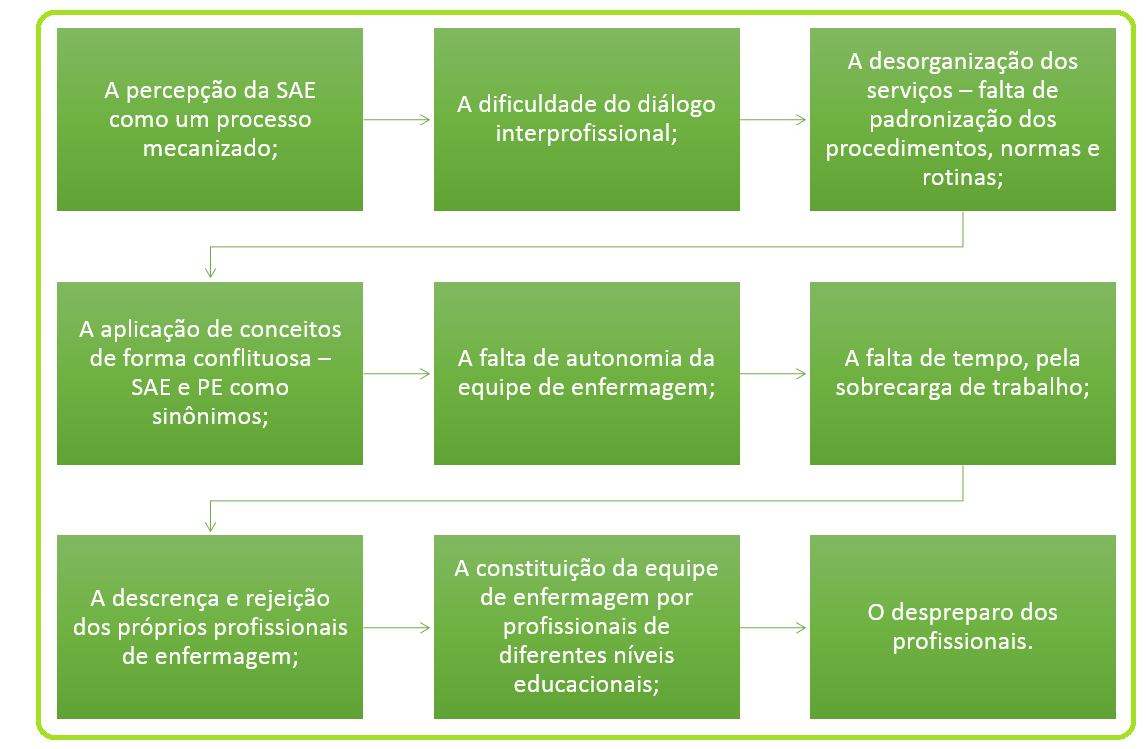 A percepção da SAE
como um processo
mecanizado;
A dificuldade do diálogo
interprofissional;
A desorganização dos
serviços – falta de
padronização dos
procedimentos, normas e
rotinas;
A aplicação de conceitos
de forma conflituosa –
SAE e PE como
sinônimos;
A falta de autonomia da
equipe de enfermagem;
A falta de tempo, pela
sobrecarga de trabalho;
A descrença e rejeição
dos próprios profissionais
de enfermagem;
A constituição da equipe
de enfermagem por
profissionais de
diferentes níveis
educacionais;
O despreparo dos
profissionais.